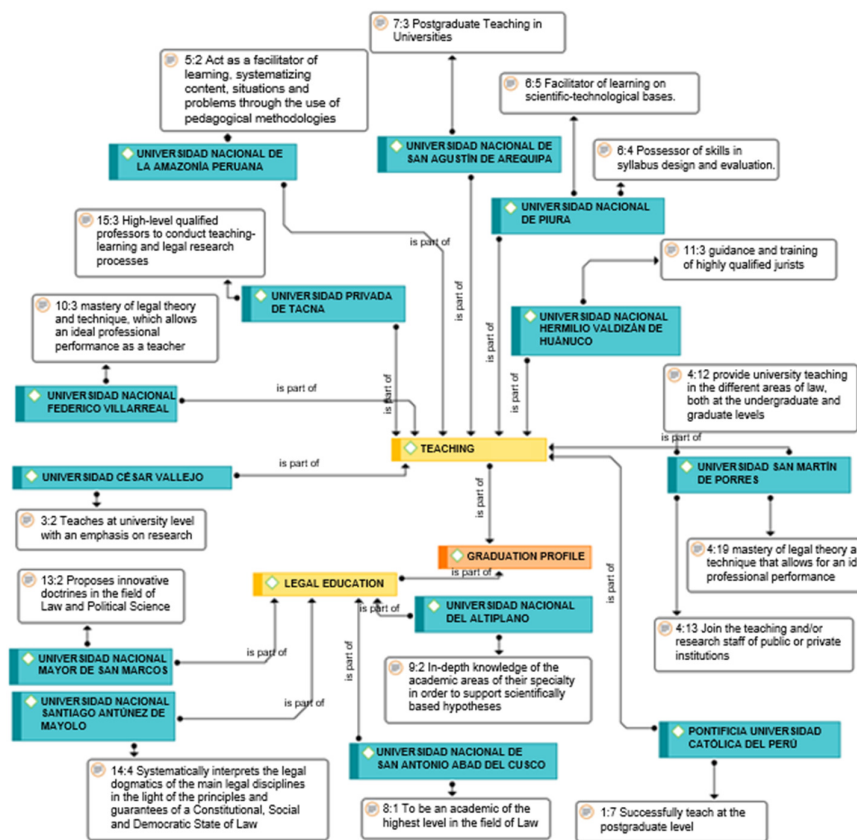 7:3 Postgraduate Teaching in
Universities
5:2 Act as a facilitator of
learning, systematizing
content, situations and
problems through the use of
pedagogical methodologies
6:5 Facilitator of learning on
scientific-technological bases.
6:4 Possessor of skills in
syllabus design and evaluation.
UNIVERSIDAD NACIONAL DE
LA AMAZONÍA PERUANA
UNIVERSIDAD NACIONAL DE
SAN AGUSTÍN DE AREQUIPA
UNIVERSIDAD NACIONAL
DE PIURA
15:3 High-level qualified
professors to conduct teaching-
learning and legal research
processes
is part of
is part of
11:3 guidance and training
of highly qualified jurists
UNIVERSIDAD PRIVADA
DE TACNA
is part of
UNIVERSIDAD NACIONAL
HERMILIO VALDIZÁN DE
HUÁNUCO
10:3 mastery of legal theory
and technique, which allows
an ideal professional
performance as a teacher
is part of
is part of
4:12 provide university teaching
in the different areas of law,
both at the undergraduate and
graduate levels
UNIVERSIDAD NACIONAL
FEDERICO VILLARREAL
is part of
TEACHING
is part of
UNIVERSIDAD SAN MARTÍN
DE PORRES
UNIVERSIDAD CÉSAR VALLEJO
is part of
is part of
3:2 Teaches at university level
with an emphasis on research
4:19 mastery of legal theory a
technique that allows for an id
professional performance
GRADUATION PROFILE
13:2 Proposes innovative
doctrines in the field of
Law and Political Science
LEGAL EDUCATION
is part of
is part of
UNIVERSIDAD NACIONAL
DEL ALTIPLANO
4:13 Join the teaching and/or
research staff of public or private
institutions
UNIVERSIDAD NACIONAL
MAYOR DE SAN MARCOS
is part of
is part of
is part of
9:2 In-depth knowledge of the
academic areas of their specialty
in order to support scientifically
based hypotheses
UNIVERSIDAD NACIONAL
SANTIAGO ANTÚNEZ DE
MAYOLO
PONTIFICIA UNIVERSIDAD
CATÓLICA DEL PERÚ
UNIVERSIDAD NACIONAL DE
SAN ANTONIO ABAD DEL CUSCO
14:4 Systematically interprets the legal
dogmatics of the main legal disciplines
in the light of the principles and
guarantees of a Constitutional, Social
and Democratic State of Law
8:1 To be an academic of the
highest level in the field of Law
1:7 Successfully teach at the
postgraduate level